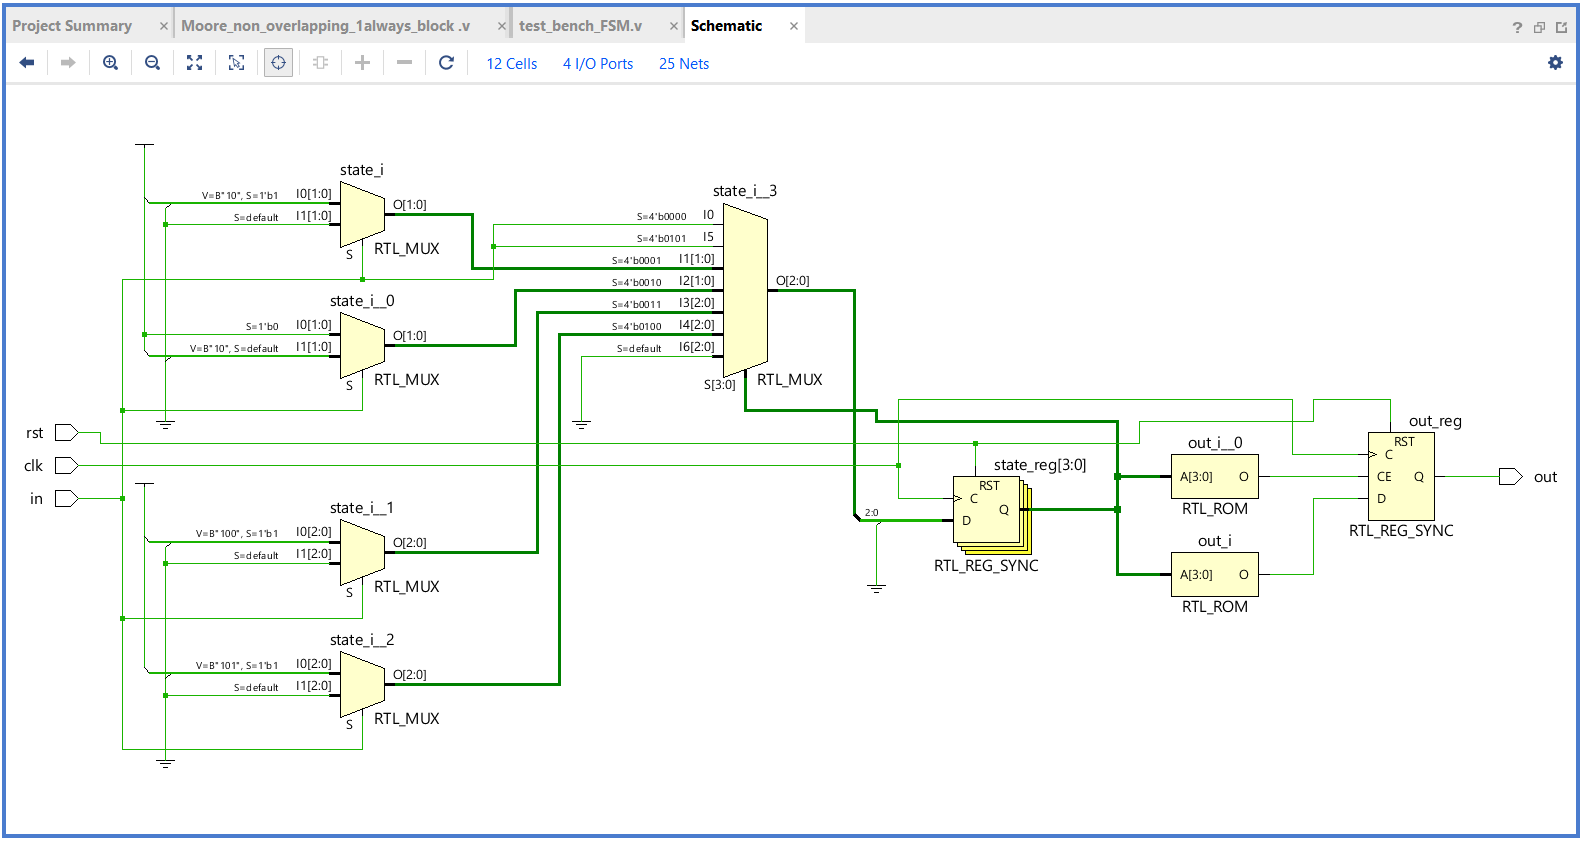 Project Summary × Moore_non_overlapping_1always_block .v × test_bench_FSM.v × Schematic × ?
12 Cells 4 I/O Ports 25 Nets
state_i
V=B"10", S=1'b1 I0[1:0]
S=default I1[1:0]
O[1:0]
S RTL_MUX
state_i__0
S=1'b0 I0[1:0]
V=B"10", S=default I1[1:0]
O[1:0]
S RTL_MUX
state_i__3
S=4'b0000 I0
S=4'b0101 I5
S=4'b0001 I1[1:0]
S=4'b0010 I2[1:0]
S=4'b0011 I3[2:0]
S=4'b0100 I4[2:0]
S=default I6[2:0]
O[2:0]
S[3:0] RTL_MUX
rst
clk
in
state_i__1
V=B"100", S=1'b1 I0[2:0]
S=default I1[2:0]
O[2:0]
S RTL_MUX
state_i__2
V=B"101", S=1'b1 I0[2:0]
S=default I1[2:0]
O[2:0]
S RTL_MUX
2:0
state_reg[3:0]
RST
C
Q
D
RTL_REG_SYNC
out_i__0
A[3:0] O
RTL_ROM
out_i
A[3:0] O
RTL_ROM
out_reg
RST
C
CE Q
D
RTL_REG_SYNC
out